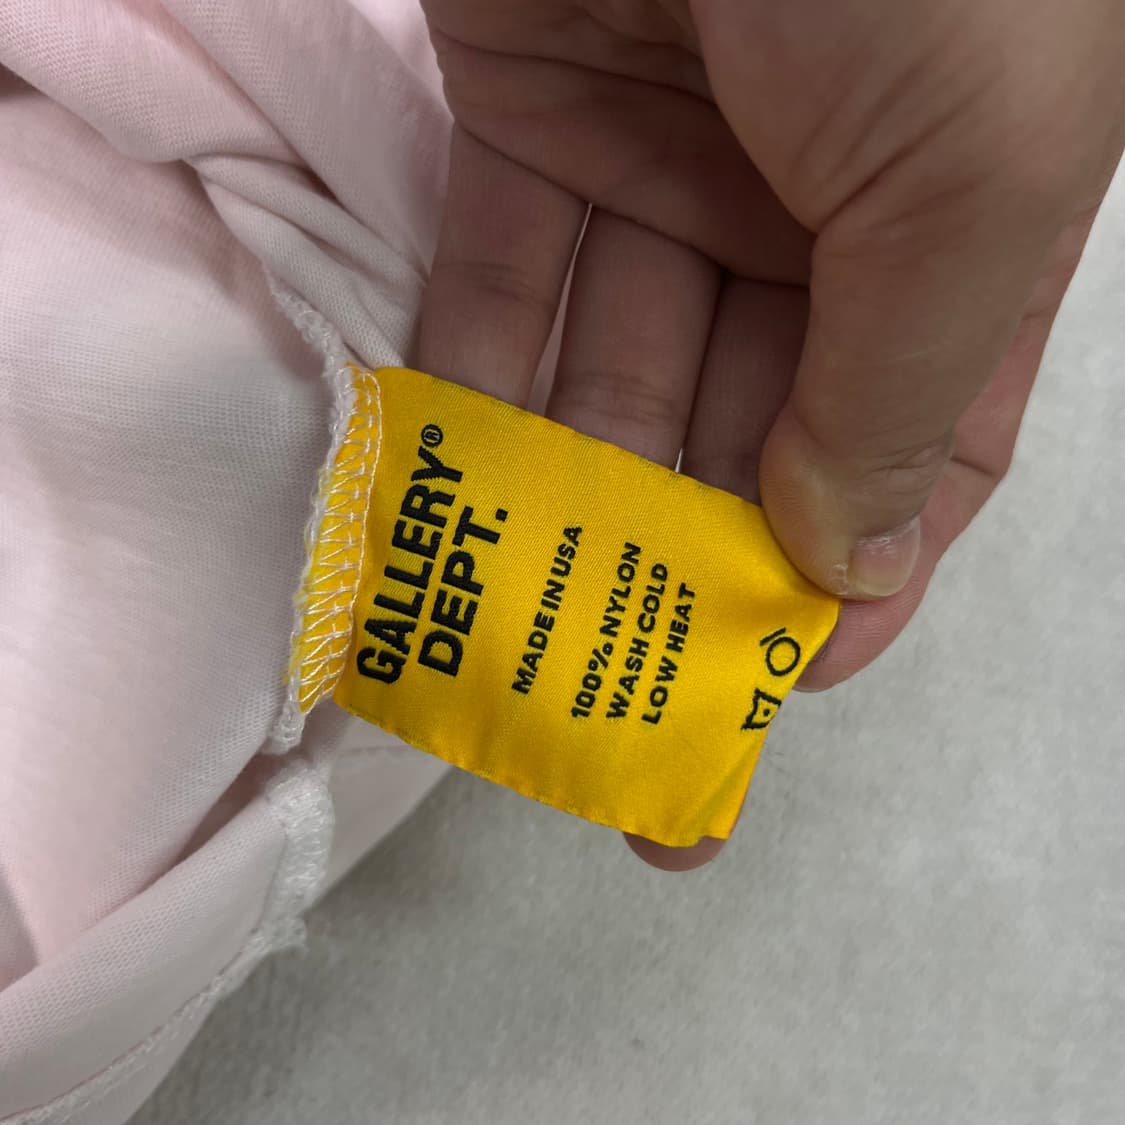 GALLERY®
DEPT.
MADE IN USA
100% NYLON
WASH COLD
LOW HEAT